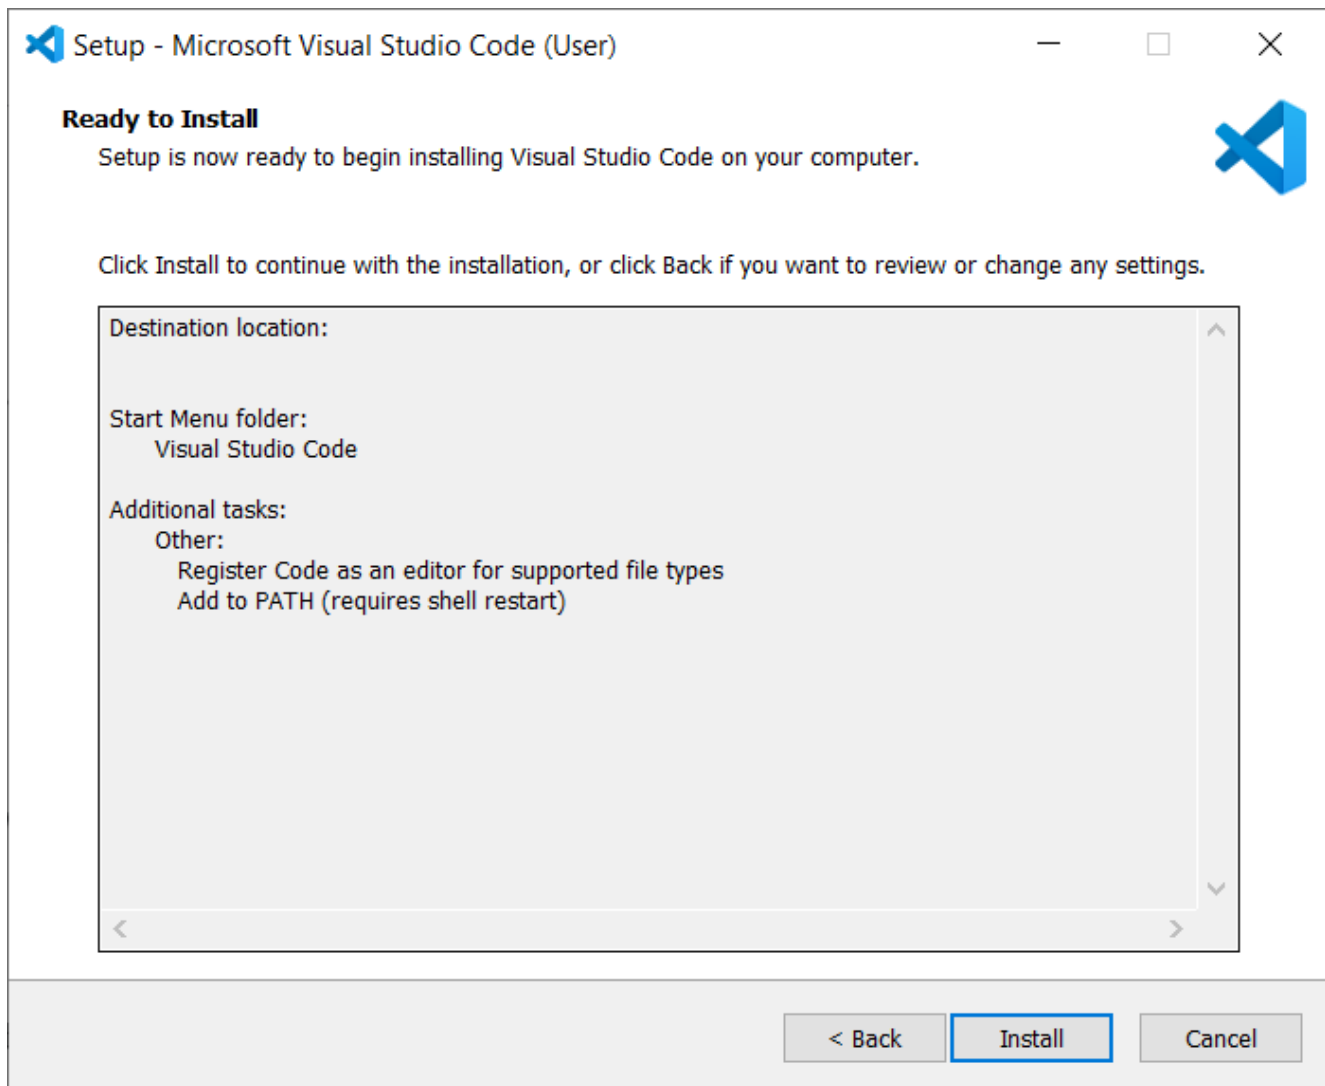 Setup - Microsoft Visual Studio Code (User)
Ready to Install
Setup is now ready to begin installing Visual Studio Code on your computer.
Click Install to continue with the installation, or click Back if you want to review or change any settings.
Destination location:
Start Menu folder:
Visual Studio Code
Additional tasks:
Other:
Register Code as an editor for supported file types
Add to PATH (requires shell restart)
< Back
Install
Cancel